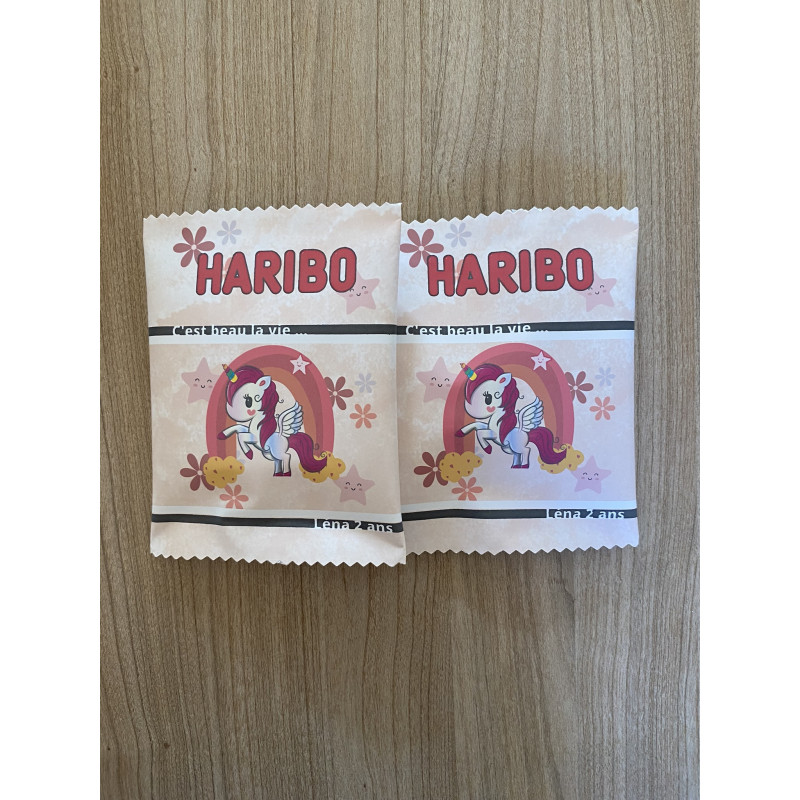 HARIBO
C'est beau la vie ...
Léna 2 ans
HARIBO
C'est beau la vie ...
Léna 2 ans